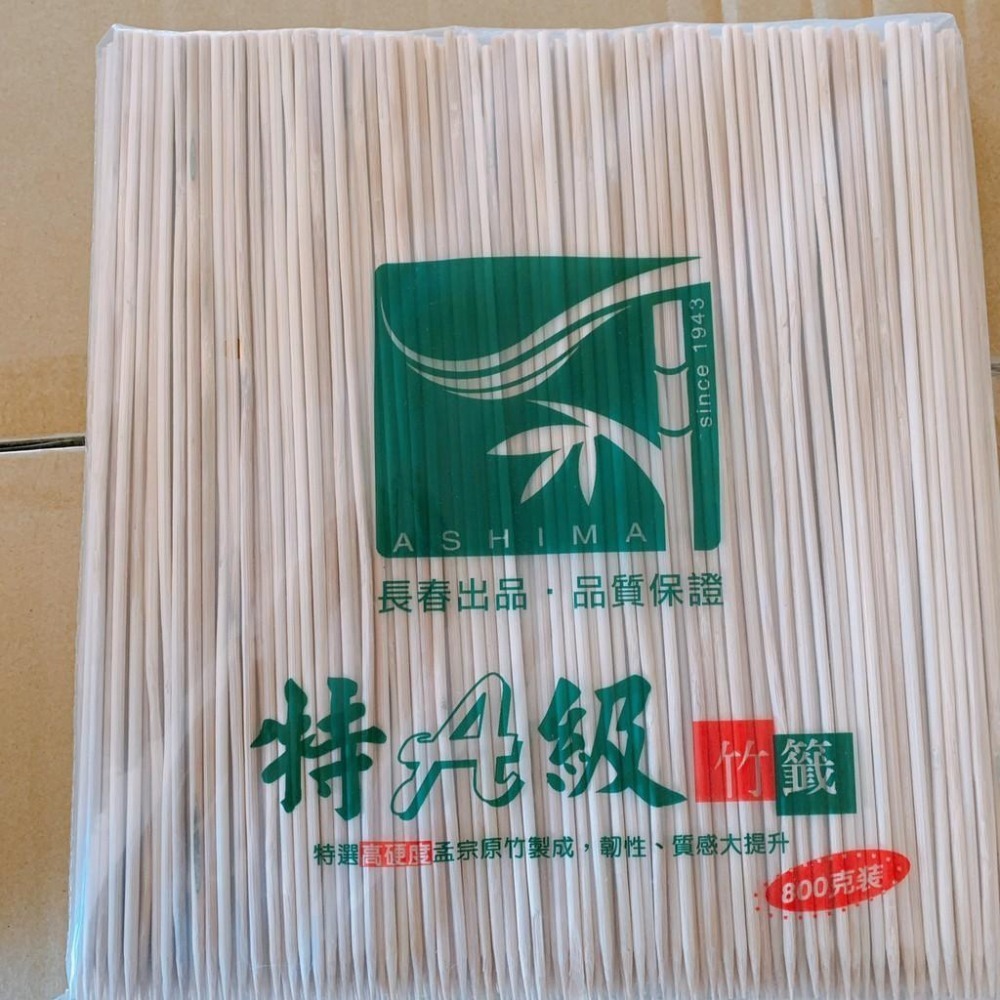 since 1943
ASHIMA
長春出品·品質保證
特A級 竹籤
特選高硬度孟宗原竹製成,韌性、質感大提升
800克装